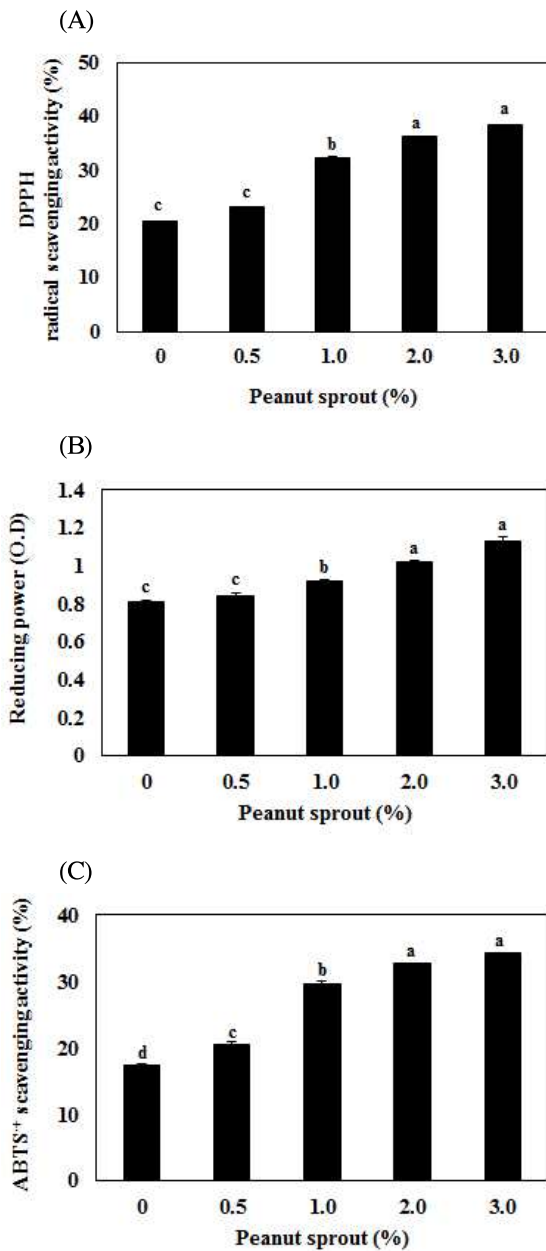 (A)
DPPH
radical scavenging activity (%)
50
40
30
20
10
0
c
c
b
a
a
0 0.5 1.0 2.0 3.0
Peanut sprout (%)
(B)
Reducing power (O.D)
1.4
1.2
1
0.8
0.6
0.4
0.2
0
c
c
b
a
a
0 0.5 1.0 2.0 3.0
Peanut sprout (%)
(C)
ABTS·+ scavenging activity (%)
40
30
20
10
0
d
c
b
a
a
0 0.5 1.0 2.0 3.0
Peanut sprout (%)